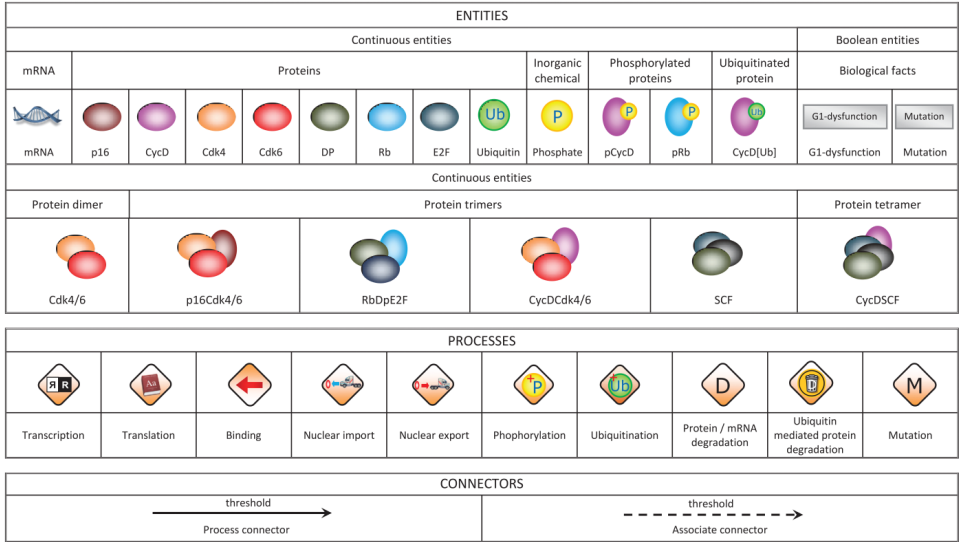 ENTITIES
Continuous entities
Boolean entities
mRNA
Proteins
Inorganic
chemical
Phosphorylated
proteins
Ubiquitinated
protein
Biological facts
Ub
P
P
P
Ub
G1-dysfunction
Mutation
mRNA
p16
CycD
Cdk4
Cdk6
DP
Rb
E2F
Ubiquitin
Phosphate
pCycD
pRb
CycD[Ub]
G1-dysfunction
Mutation
Continuous entities
Protein dimer
Protein trimers
Protein tetramer
Cdk4/6
p16Cdk4/6
RbDpE2F
CycDCdk4/6
SCF
CycDSCF
PROCESSES
R R
Aa
+P
+Ub
D
M
Transcription
Translation
Binding
Nuclear import
Nuclear export
Phophorylation
Ubiquitination
Protein / mRNA
degradation
Ubiquitin
mediated protein
degradation
Mutation
CONNECTORS
threshold
Process connector
threshold
Associate connector